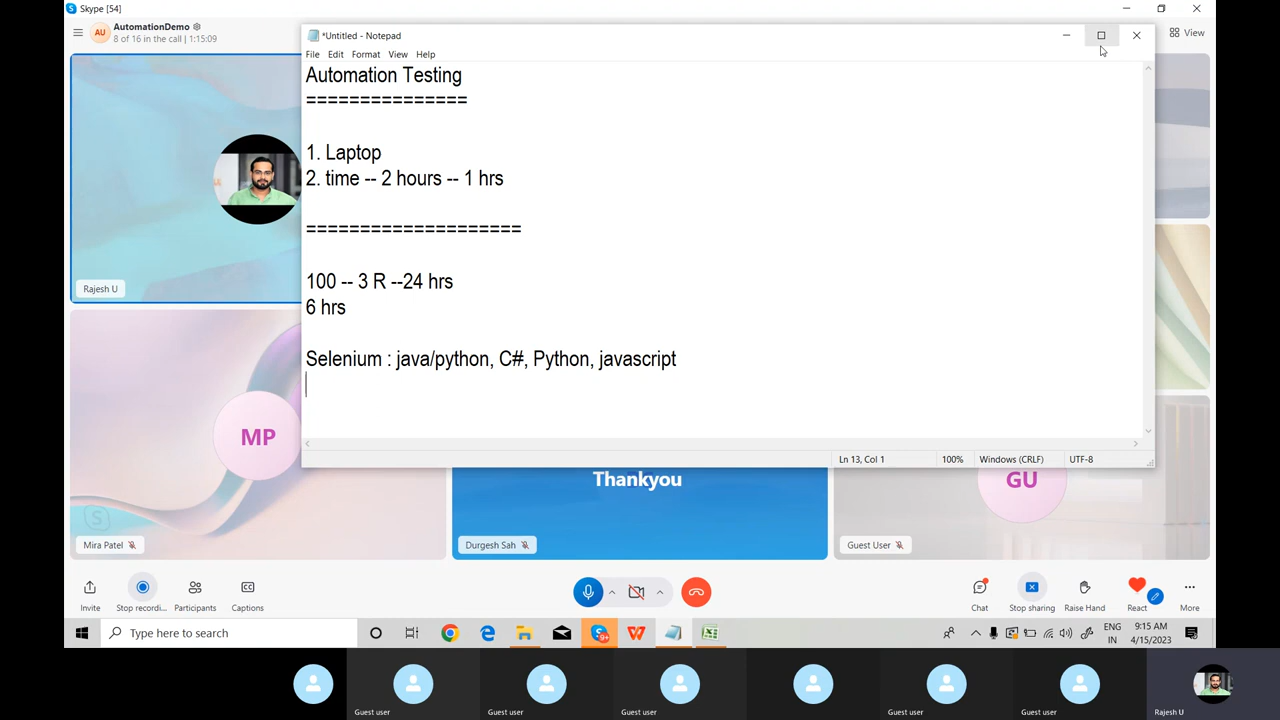 Skype [54]
AutomationDemo
8 of 16 in the call | 1:15:09
View
*Untitled - Notepad
File Edit Format View Help
Automation Testing
===============
1. Laptop
2. time -- 2 hours -- 1 hrs
====================
100 -- 3 R --24 hrs
6 hrs
Selenium : java/python, C#, Python, javascript
Ln 13, Col 1 100% Windows (CRLF) UTF-8
AU
Rajesh U
MP
Mira Patel
Thankyou
Durgesh Sah
GU
Guest User
Invite Stop recordi... Participants Captions Chat Stop sharing Raise Hand React More
Type here to search
9+
ENG
IN
9:15 AM
4/15/2023
Guest user Guest user Guest user Guest user Guest user Rajesh U